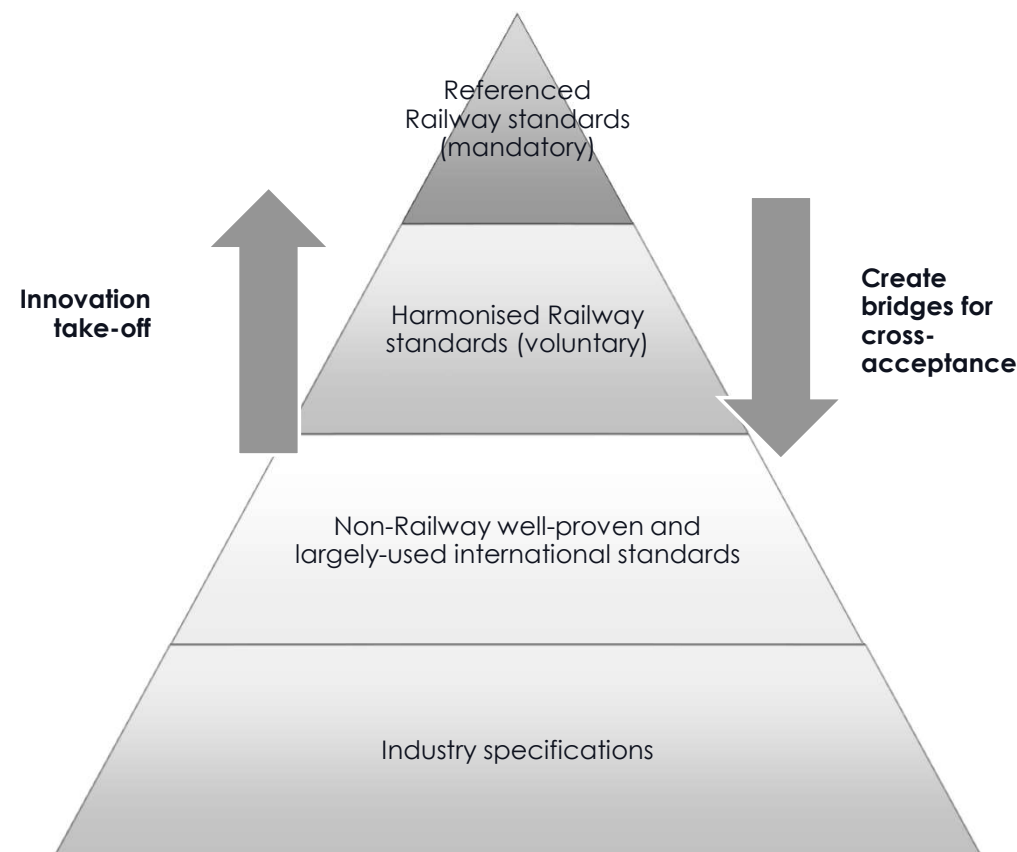 Referenced
Railway standards
(mandatory)
Innovation
take-off
Create
bridges for
cross-
acceptance
Harmonised Railway
standards (voluntary)
Non-Railway well-proven and
largely-used international standards
Industry specifications